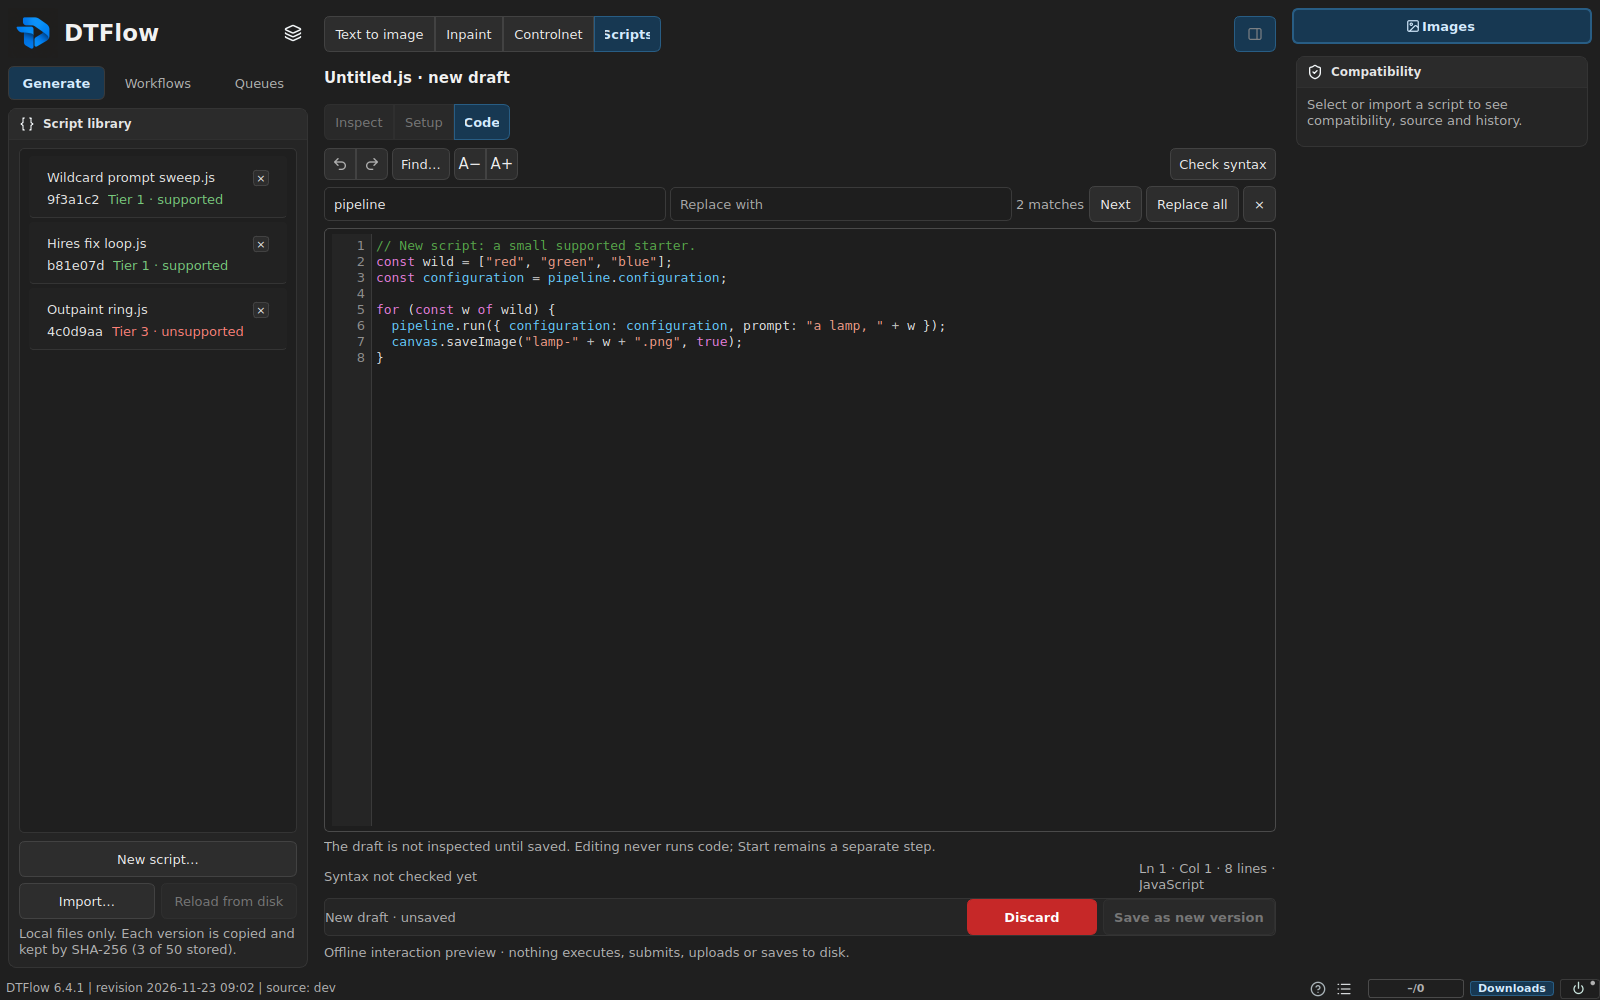 DTFlow
Generate
Workflows
Queues
Script library
Wildcard prompt sweep.js
×
9f3a1c2 Tier 1 · supported
Hires fix loop.js
×
b81e07d Tier 1 · supported
Outpaint ring.js
×
4c0d9aa Tier 3 · unsupported
New script…
Import…
Reload from disk
Local files only. Each version is copied and
kept by SHA-256 (3 of 50 stored).
Text to image
Inpaint
Controlnet
Scripts
Untitled.js · new draft
Inspect
Setup
Code
Find…
A−
A+
Check syntax
pipeline
Replace with
2 matches
Next
Replace all
×
1 // New script: a small supported starter.
2 const wild = ["red", "green", "blue"];
3 const configuration = pipeline.configuration;
4
5 for (const w of wild) {
6 pipeline.run({ configuration: configuration, prompt: "a lamp, " + w });
7 canvas.saveImage("lamp-" + w + ".png", true);
8 }
The draft is not inspected until saved. Editing never runs code; Start remains a separate step.
Syntax not checked yet
Ln 1 · Col 1 · 8 lines ·
JavaScript
New draft · unsaved
Discard
Save as new version
Offline interaction preview · nothing executes, submits, uploads or saves to disk.
Images
Compatibility
Select or import a script to see
compatibility, source and history.
DTFlow 6.4.1 | revision 2026-11-23 09:02 | source: dev
–/0
Downloads